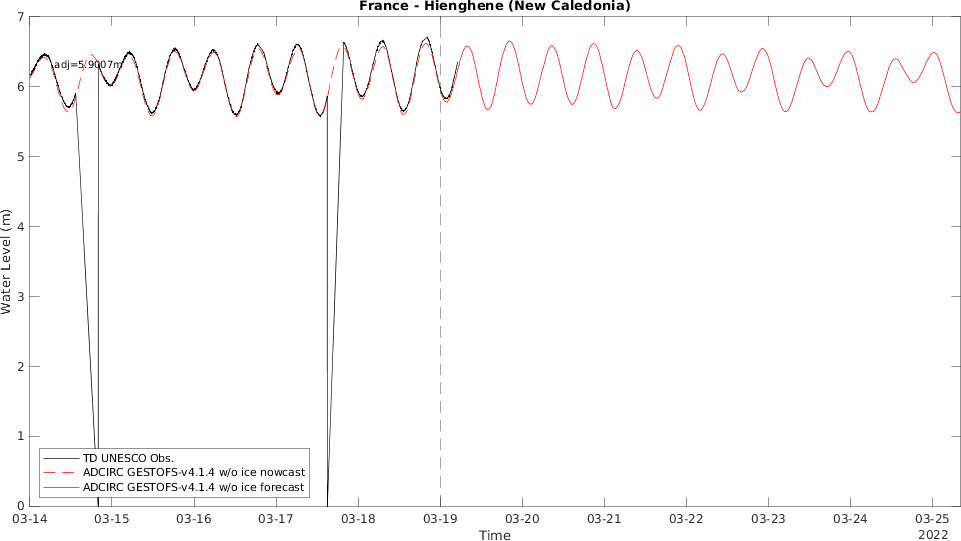 France - Hienghene (New Caledonia)
7
6
5
4
3
2
1
0
Water Level (m)
adj=5.9007m
TD UNESCO Obs.
ADCIRC GESTOFS-v4.1.4 w/o ice nowcast
ADCIRC GESTOFS-v4.1.4 w/o ice forecast
03-14 03-15 03-16 03-17 03-18 03-19 03-20 03-21 03-22 03-23 03-24 03-25
Time
2022